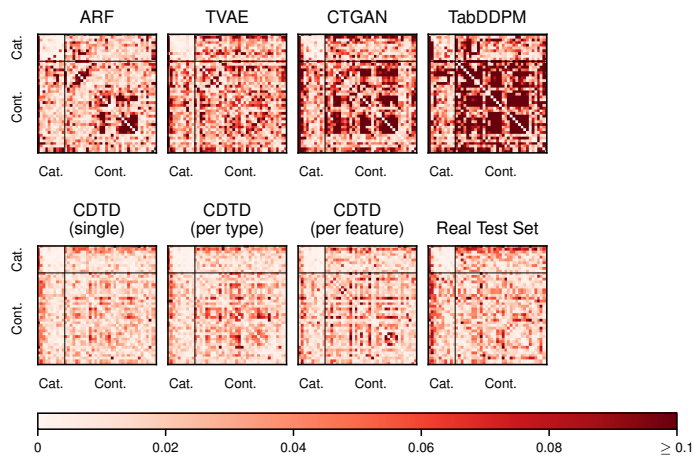 ARF TVAE CTGAN TabDDPM
Cat.
Cont.
Cat. Cont. Cat. Cont. Cat. Cont. Cat. Cont.
CDTD CDTD CDTD
(single) (per type) (per feature) Real Test Set
Cat.
Cont.
Cat. Cont. Cat. Cont. Cat. Cont. Cat. Cont.
0 0.02 0.04 0.06 0.08 ≥ 0.1